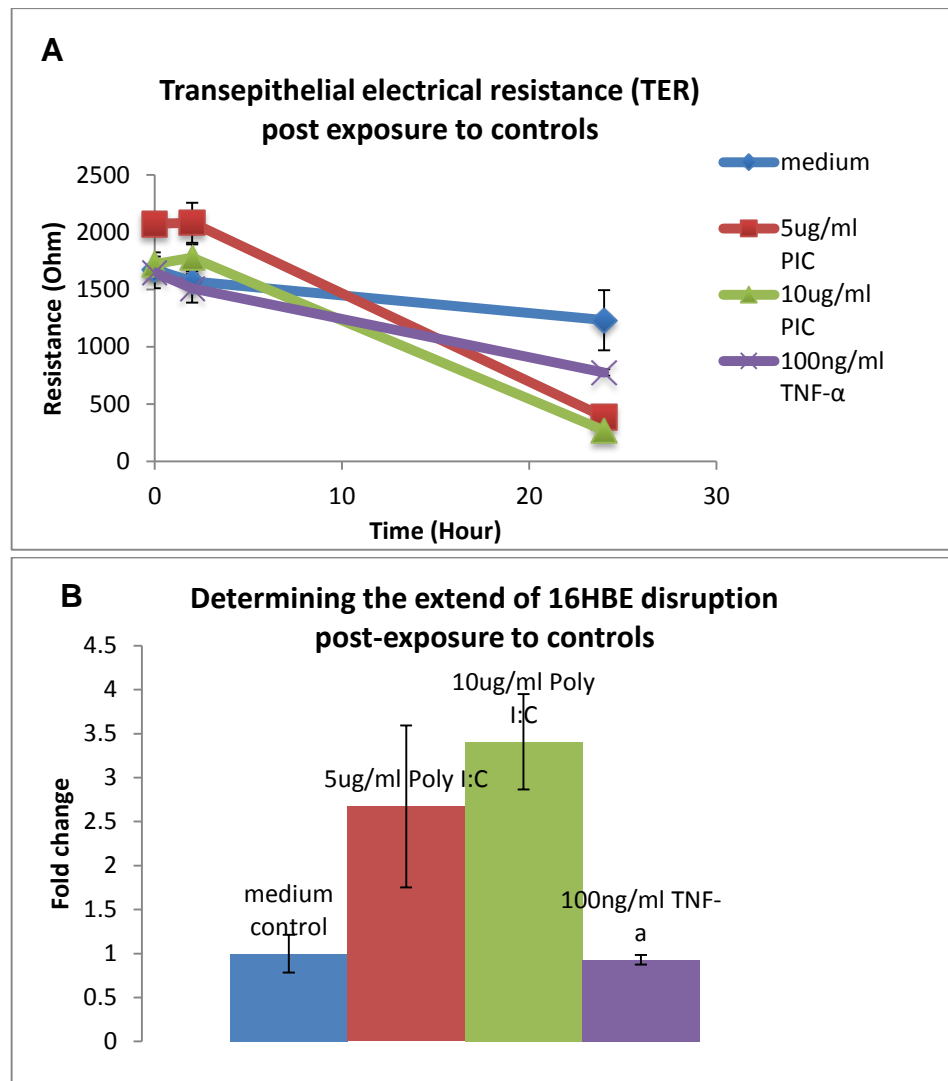 A
Transepithelial electrical resistance (TER)
post exposure to controls
2500
2000
1500
1000
500
0
Resistance (Ohm)
0
10
20
30
Time (Hour)
medium
5ug/ml
PIC
10ug/ml
PIC
100ng/ml
TNF-α
B
Determining the extend of 16HBE disruption
post-exposure to controls
4.5
4
3.5
3
2.5
2
1.5
1
0.5
0
Fold change
medium
control
5ug/ml Poly I:C
10ug/ml Poly
I:C
100ng/ml TNF-
a